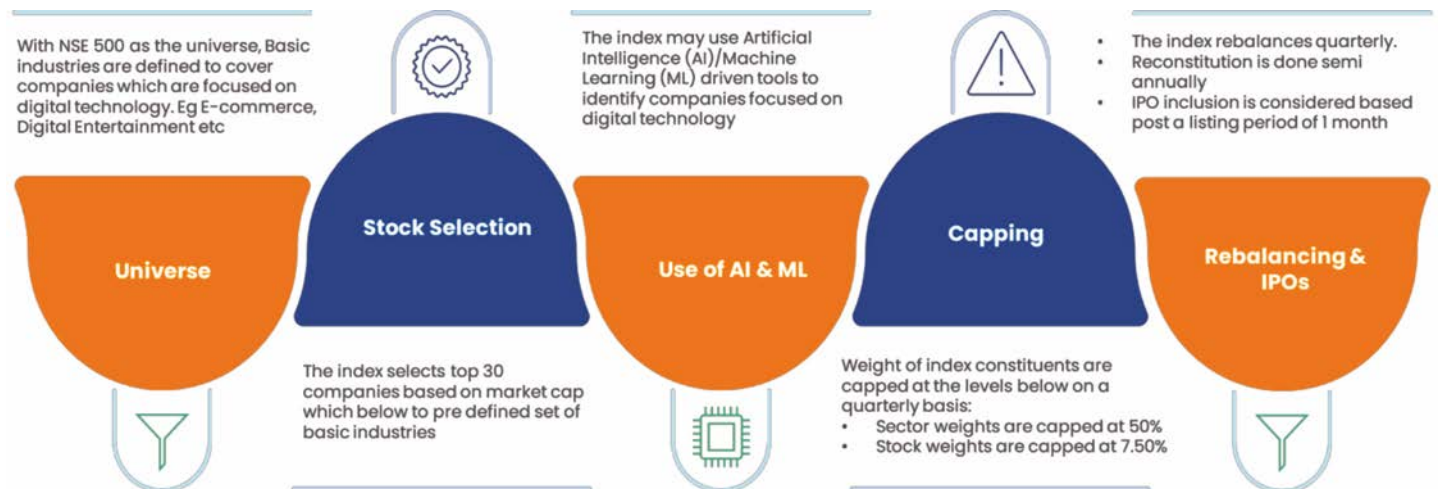 With NSE 500 as the universe, Basic
industries are defined to cover
companies which are focused on
digital technology. Eg E-commerce,
Digital Entertainment etc
Universe
Stock Selection
The index selects top 30
companies based on market cap
which below to pre defined set of
basic industries
The index may use Artificial
Intelligence (AI)/Machine
Learning (ML) driven tools to
identify companies focused on
digital technology
Use of AI & ML
Capping
Weight of index constituents are
capped at the levels below on a
quarterly basis:
• Sector weights are capped at 50%
• Stock weights are capped at 7.50%
• The index rebalances quarterly.
• Reconstitution is done semi
annually
• IPO inclusion is considered based
post a listing period of 1 month
Rebalancing &
IPOs